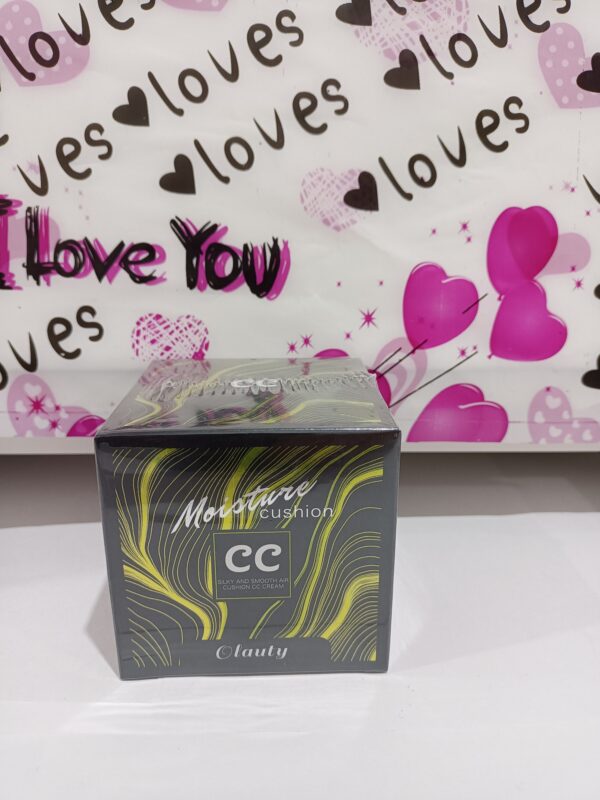 loves
loves
loves
loves
loves
loves
ves
I Love You
loves
CC
Moisture
cushion
CC
SILKY AND SMOOTH AIR
CUSHION CC CREAM
Olauty